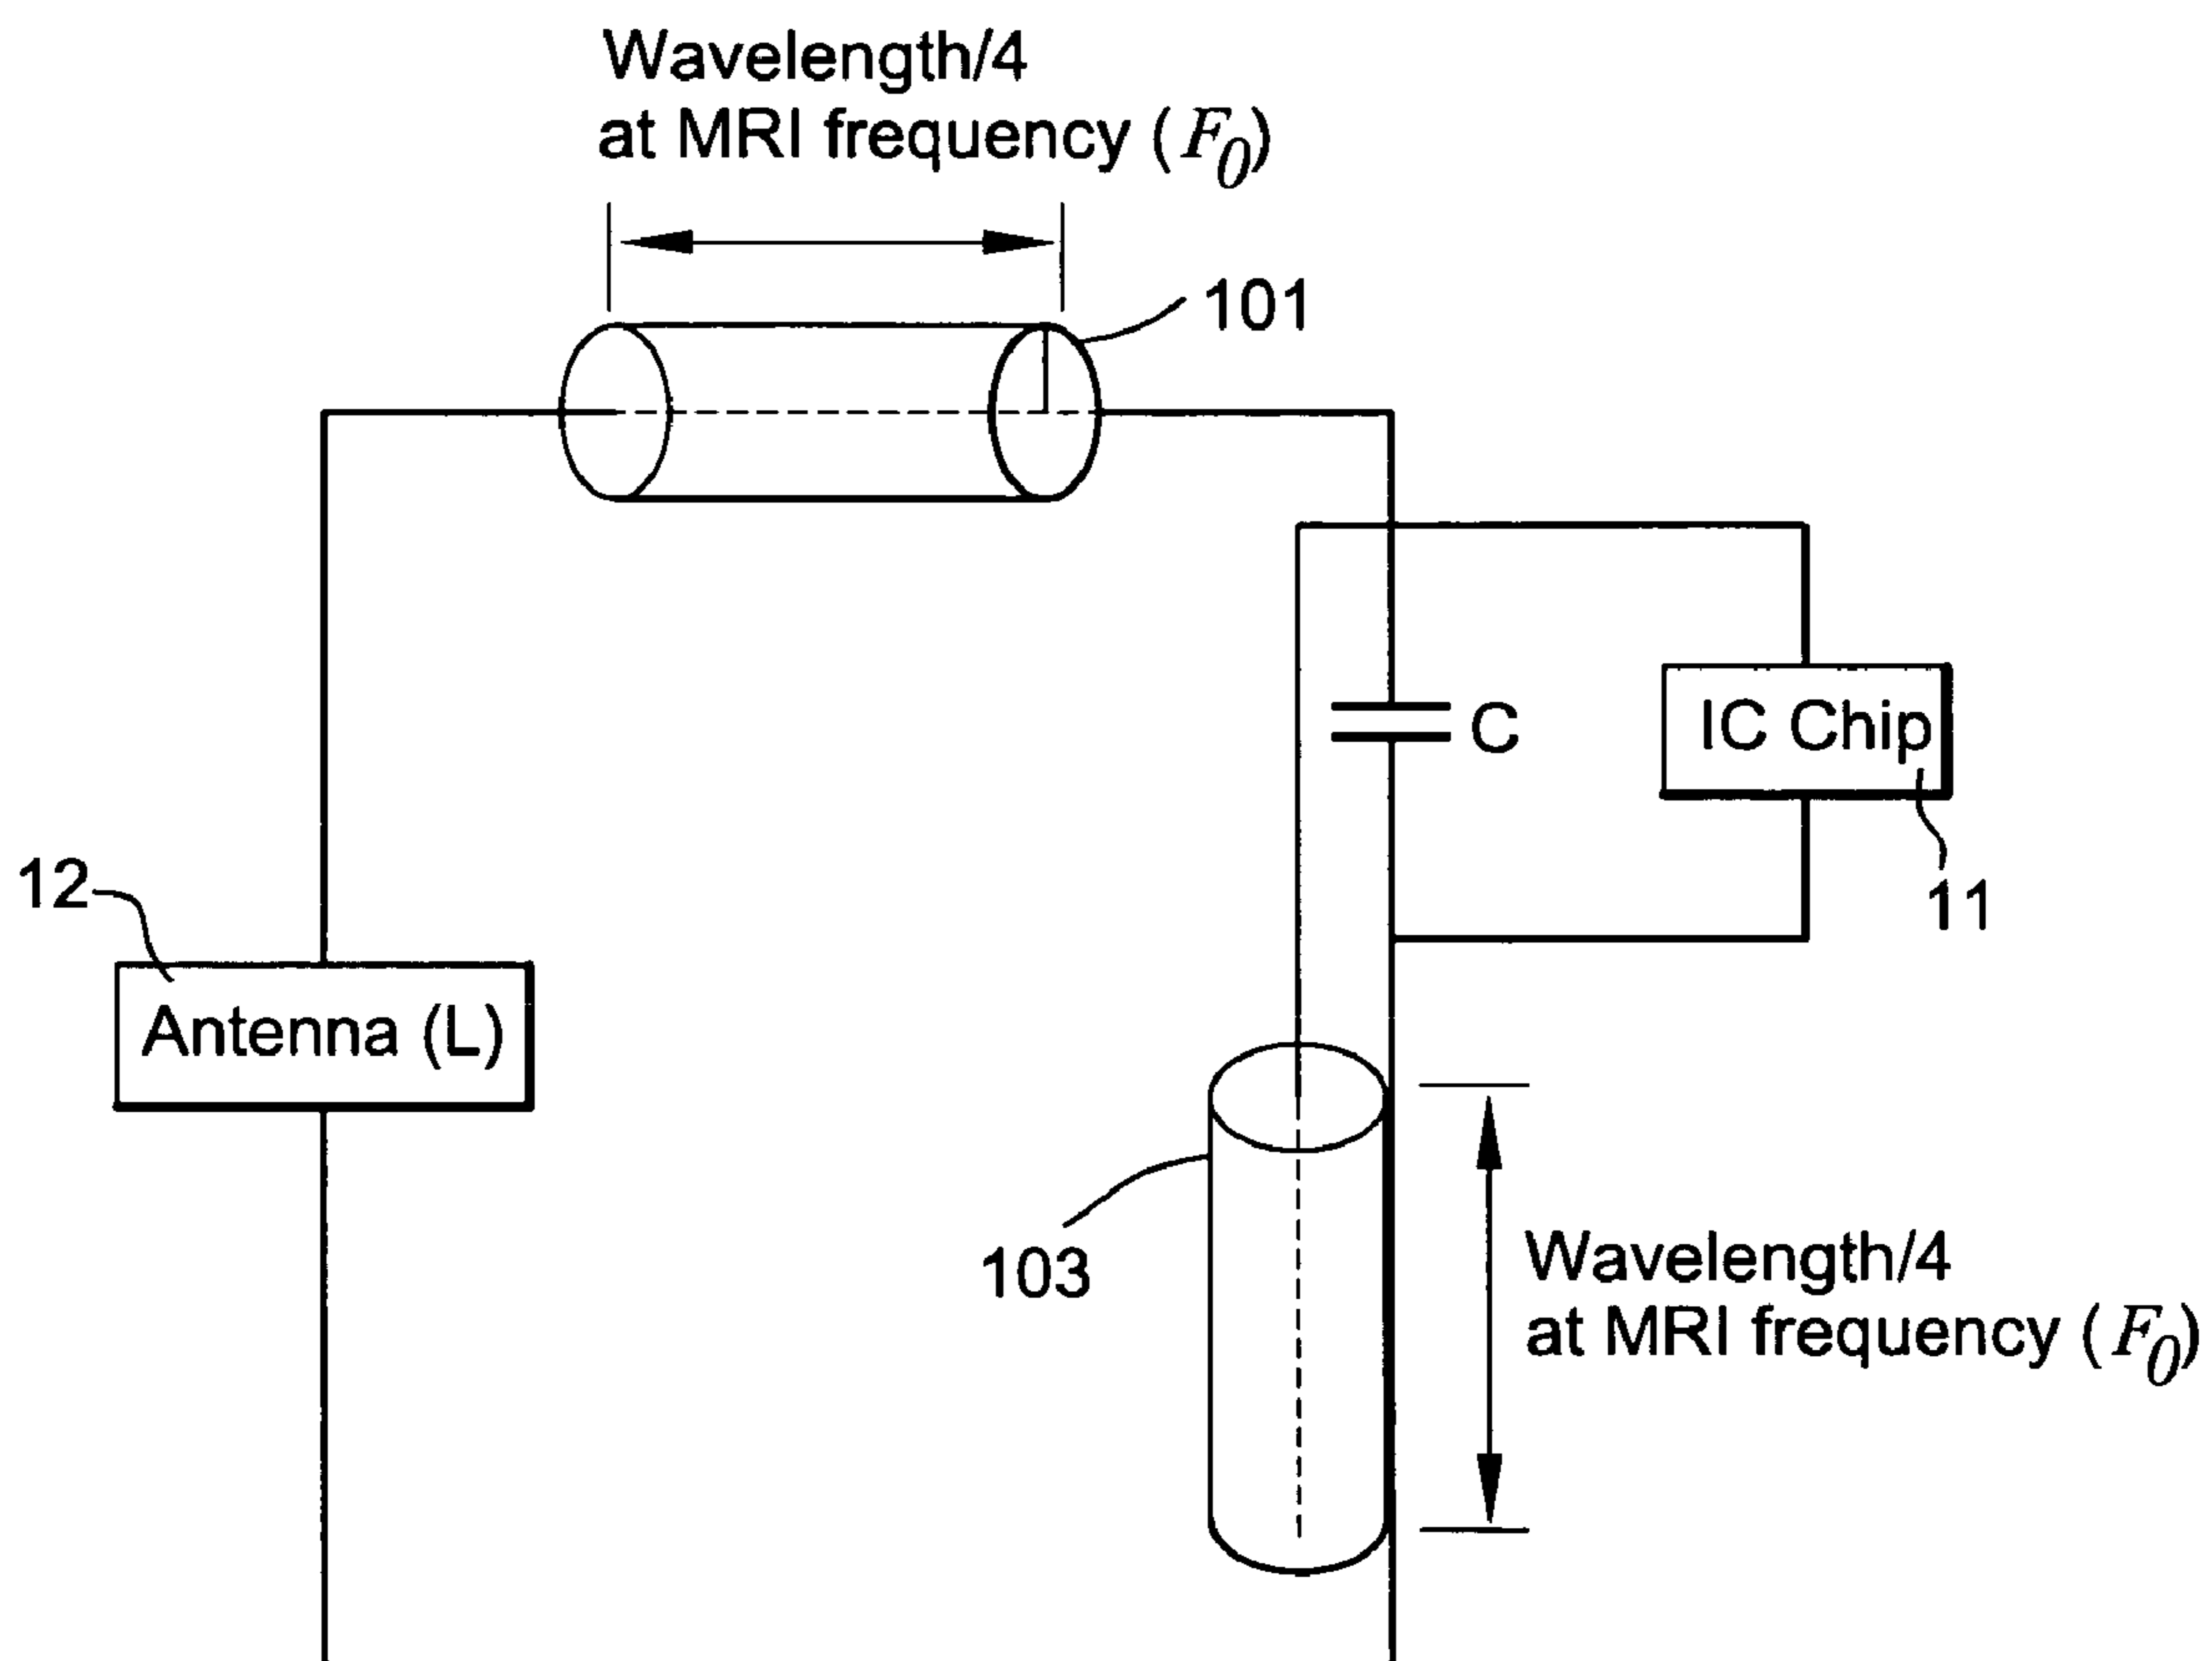 Wavelength/4
at MRI frequency (F0)
101
C
IC Chip
11
12
Antenna (L)
103
Wavelength/4
at MRI frequency (F0)